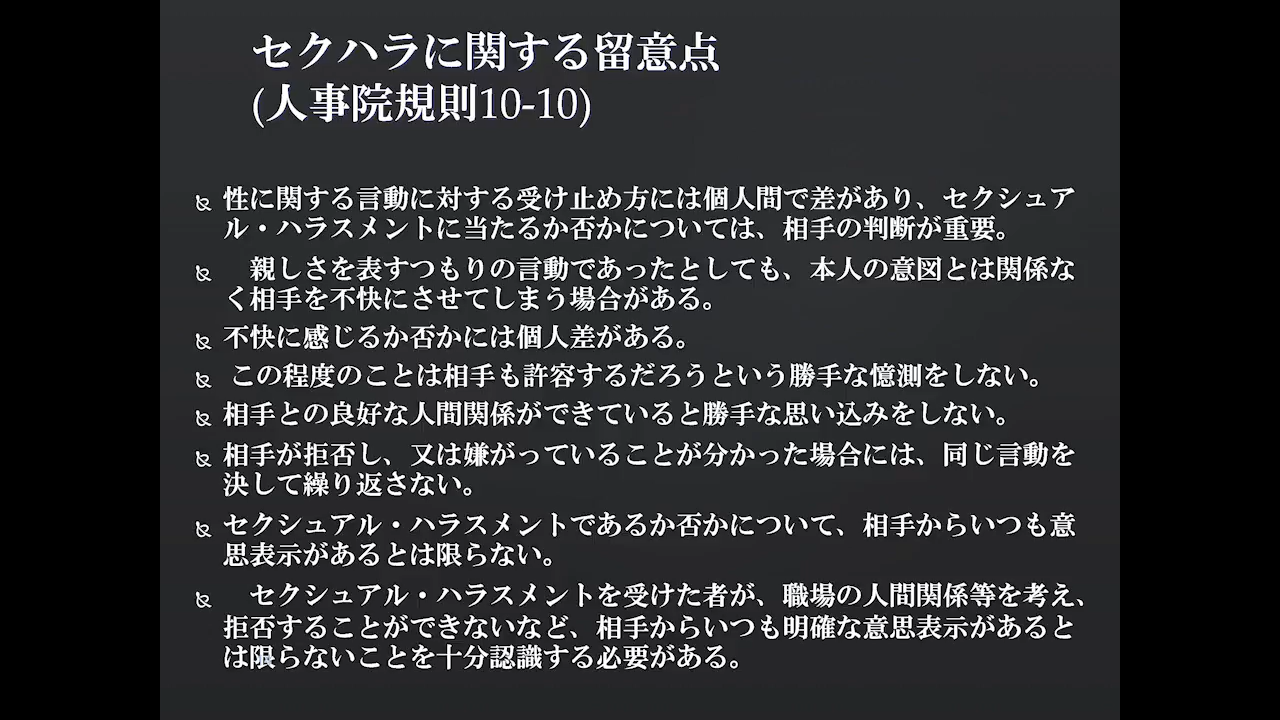 セクハラに関する留意点
(人事院規則10-10)
性に関する言動に対する受け止め方には個人間で差があり、セクシュア
ル・ハラスメントに当たるか否かについては、相手の判断が重要。
親しさを表すつもりの言動であったとしても、本人の意図とは関係な
く相手を不快にさせてしまう場合がある。
不快に感じるか否かには個人差がある。
この程度のことは相手も許容するだろうという勝手な憶測をしない。
相手との良好な人間関係ができていると勝手な思い込みをしない。
相手が拒否し、又は嫌がっていることが分かった場合には、同じ言動を
決して繰り返さない。
セクシュアル・ハラスメントであるか否かについて、相手からいつも意
思表示があるとは限らない。
セクシュアル・ハラスメントを受けた者が、職場の人間関係等を考え、
拒否することができないなど、相手からいつも明確な意思表示があると
は限らないことを十分認識する必要がある。